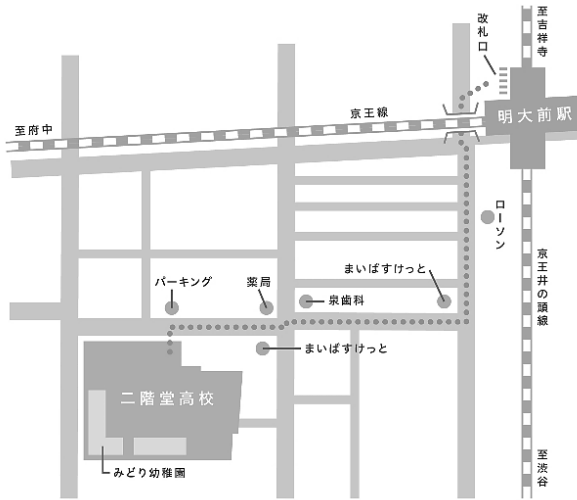 至吉祥寺
改札口
明大前駅
京王線
至府中
ローソン
京王井の頭線
まいばすけっと
パーキング
薬局
泉歯科
まいばすけっと
二階堂高校
みどり幼稚園
至渋谷